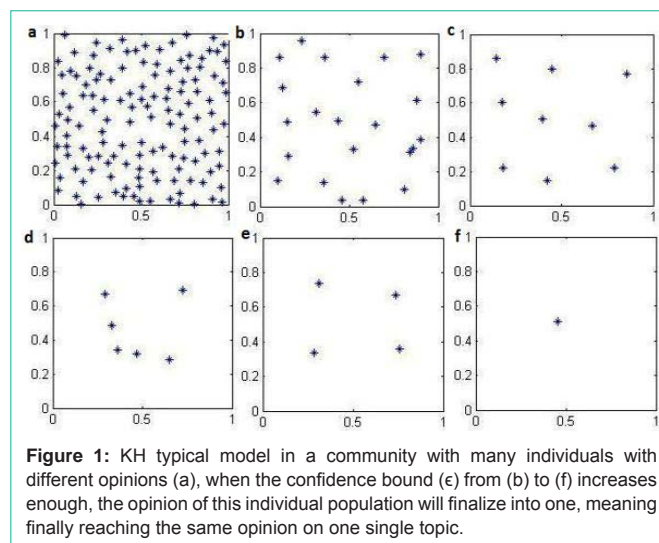 a
b
c
1
0.8
0.6
0.4
0.2
0
0 0.5 1
1
0.8
0.6
0.4
0.2
0
0 0.5 1
1
0.8
0.6
0.4
0.2
0
0 0.5 1
d
e
f
1
0.8
0.6
0.4
0.2
0
0 0.5 1
1
0.8
0.6
0.4
0.2
0
0 0.5 1
1
0.8
0.6
0.4
0.2
0
0 0.5 1
Figure 1: KH typical model in a community with many individuals with
different opinions (a), when the confidence bound (ϵ) from (b) to (f) increases
enough, the opinion of this individual population will finalize into one, meaning
finally reaching the same opinion on one single topic.